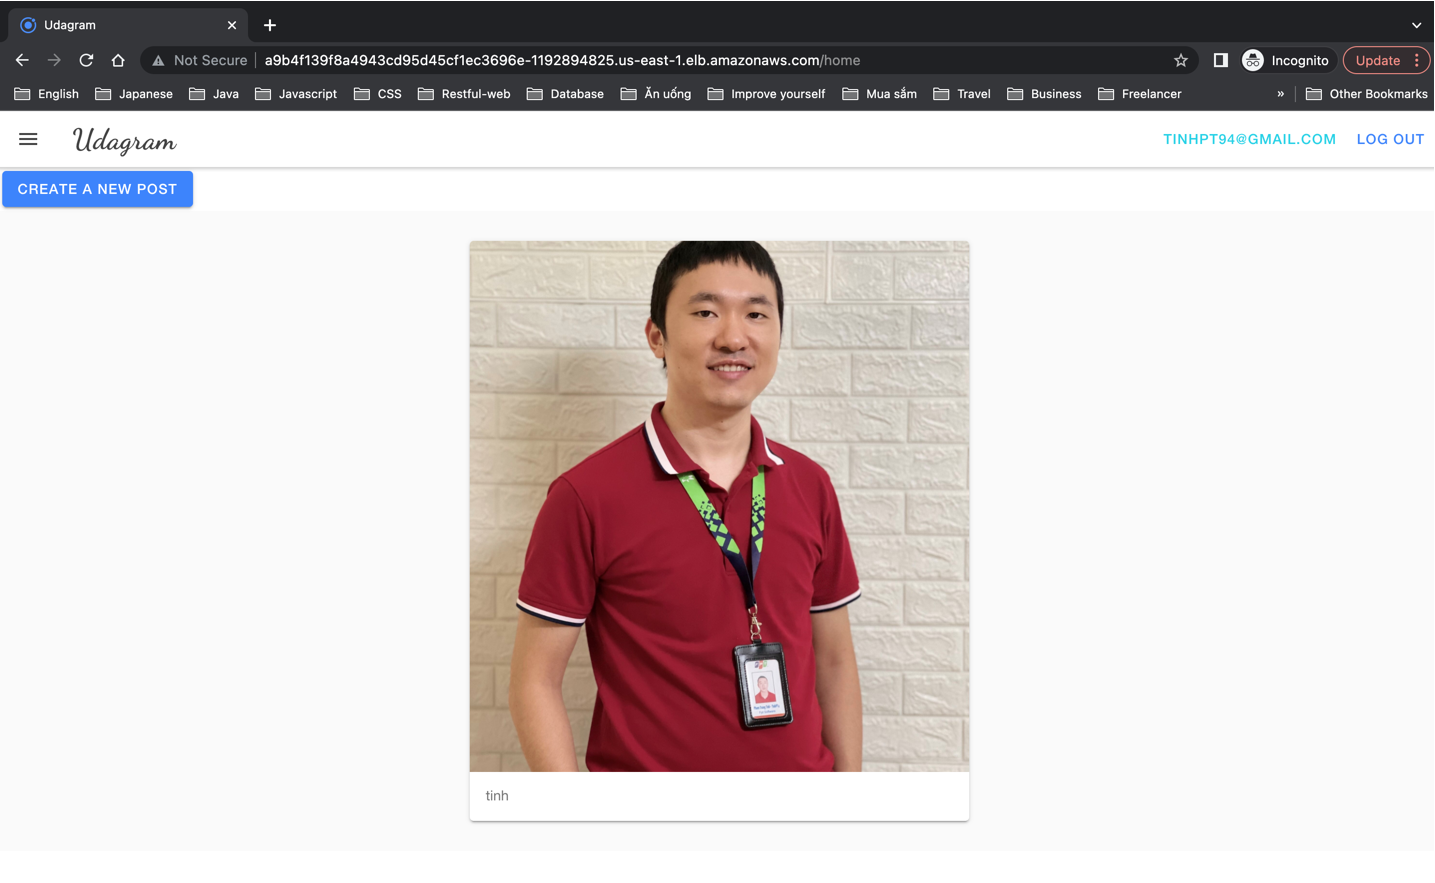 Udagram
Not Secure
a9b4f139f8a4943cd95d45cf1ec3696e-1192894825.us-east-1.elb.amazonaws.com/home
Incognito
Update
English
Japanese
Java
Javascript
CSS
Restful-web
Database
Ăn uống
Improve yourself
Mua sắm
Travel
Business
Freelancer
»
Other Bookmarks
Udagram
TINHPT94@GMAIL.COM
LOG OUT
CREATE A NEW POST
tinh